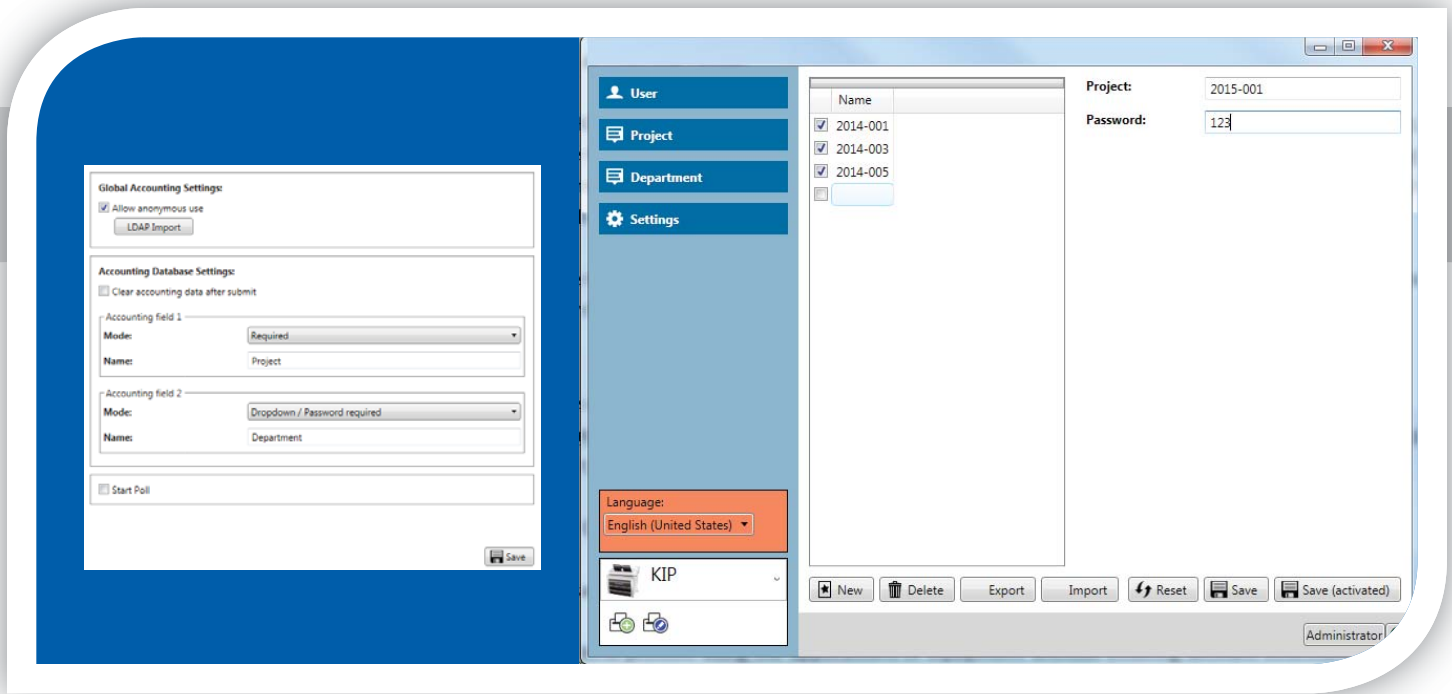 Global Accounting Settings:
Allow anonymous use
LDAP Import
Accounting Database Settings:
Clear accounting data after submit
Accounting field 1
Mode: Required
Name: Project
Accounting field 2
Mode: Dropdown / Password required
Name: Department
Start Poll
Save
User
Project
Department
Settings
Language:
English (United States)
KIP
Name
2014-001
2014-003
2014-005
Project: 2015-001
Password: 123
New Delete Export Import Reset Save Save (activated)
Administrator